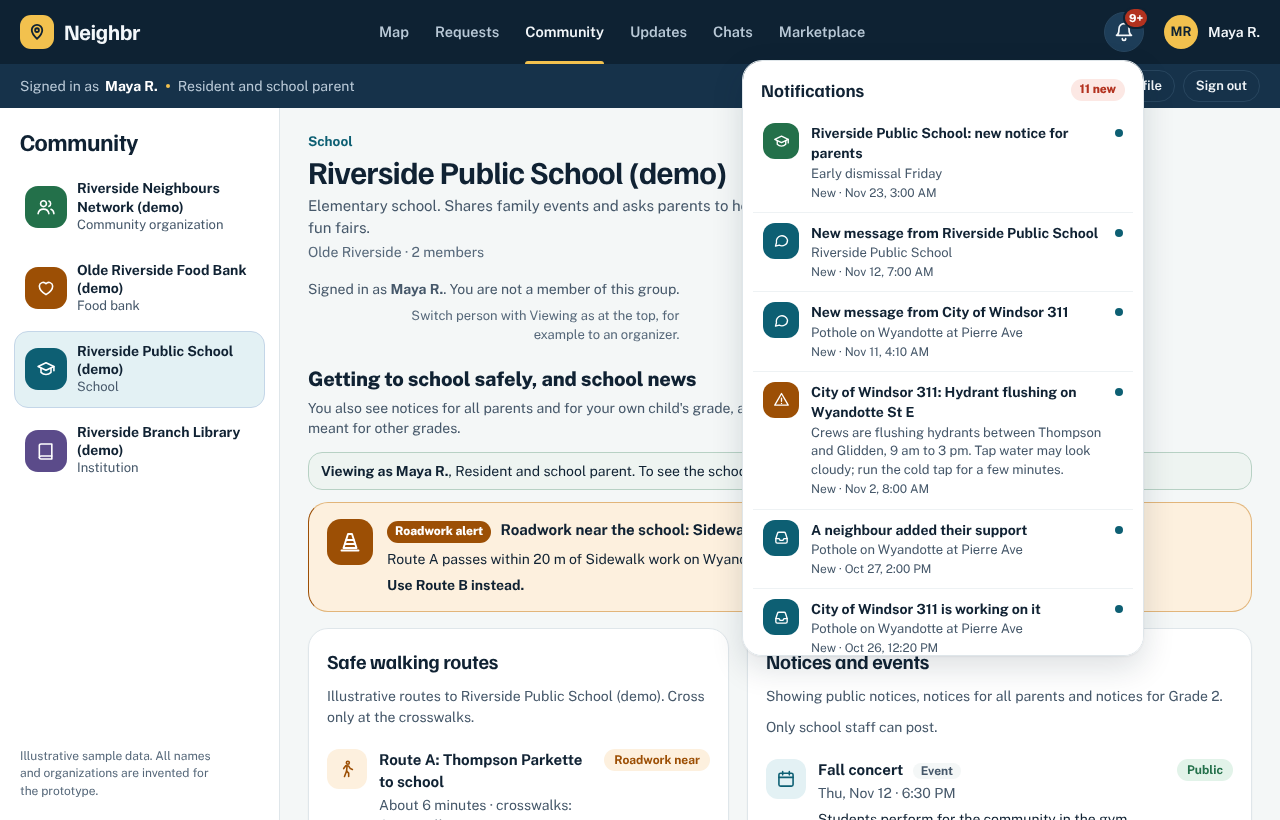 Neighbr
Map
Requests
Community
Updates
Chats
Marketplace
9+
MR
Maya R.
Signed in as Maya R. • Resident and school parent
file
Sign out
Community
Riverside Neighbours
Network (demo)
Community organization
Olde Riverside Food Bank
(demo)
Food bank
Riverside Public School
(demo)
School
Riverside Branch Library
(demo)
Institution
Illustrative sample data. All names
and organizations are invented for
the prototype.
School
Riverside Public School (demo)
Elementary school. Shares family events and asks parents to
fun fairs.
Olde Riverside · 2 members
Signed in as Maya R.. You are not a member of this group.
Switch person with Viewing as at the top, for
example to an organizer.
Getting to school safely, and school news
You also see notices for all parents and for your own child's grade,
meant for other grades.
Viewing as Maya R., Resident and school parent. To see the
Roadwork alert
Roadwork near the school:
Route A passes within 20 m of Sidewalk work on
Use Route B instead.
Safe walking routes
Illustrative routes to Riverside Public School (demo). Cross
only at the crosswalks.
Route A: Thompson Parkette
to school
Roadwork near
About 6 minutes · crosswalks:
Notifications
11 new
Riverside Public School: new notice for
parents
Early dismissal Friday
New · Nov 23, 3:00 AM
New message from Riverside Public School
Riverside Public School
New · Nov 12, 7:00 AM
New message from City of Windsor 311
Pothole on Wyandotte at Pierre Ave
New · Nov 11, 4:10 AM
City of Windsor 311: Hydrant flushing on
Wyandotte St E
Crews are flushing hydrants between Thompson
and Glidden, 9 am to 3 pm. Tap water may look
cloudy; run the cold tap for a few minutes.
New · Nov 2, 8:00 AM
A neighbour added their support
Pothole on Wyandotte at Pierre Ave
New · Oct 27, 2:00 PM
City of Windsor 311 is working on it
Pothole on Wyandotte at Pierre Ave
New · Oct 26, 12:20 PM
Notices and events
Showing public notices, notices for all parents and notices for Grade 2.
Only school staff can post.
Fall concert
Event
Public
Thu, Nov 12 · 6:30 PM
Students perform for the community in the gym